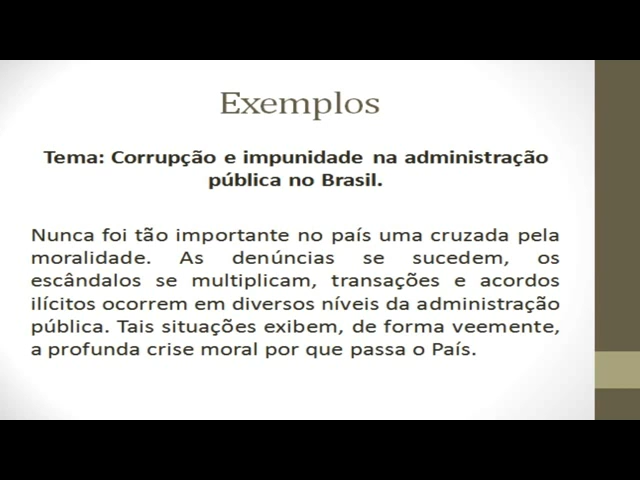 Exemplos
Tema: Corrupção e impunidade na administração
pública no Brasil.
Nunca foi tão importante no país uma cruzada pela
moralidade. As denúncias se sucedem, os
escândalos se multiplicam, transações e acordos
ilícitos ocorrem em diversos níveis da administração
pública. Tais situações exibem, de forma veemente,
a profunda crise moral por que passa o País.